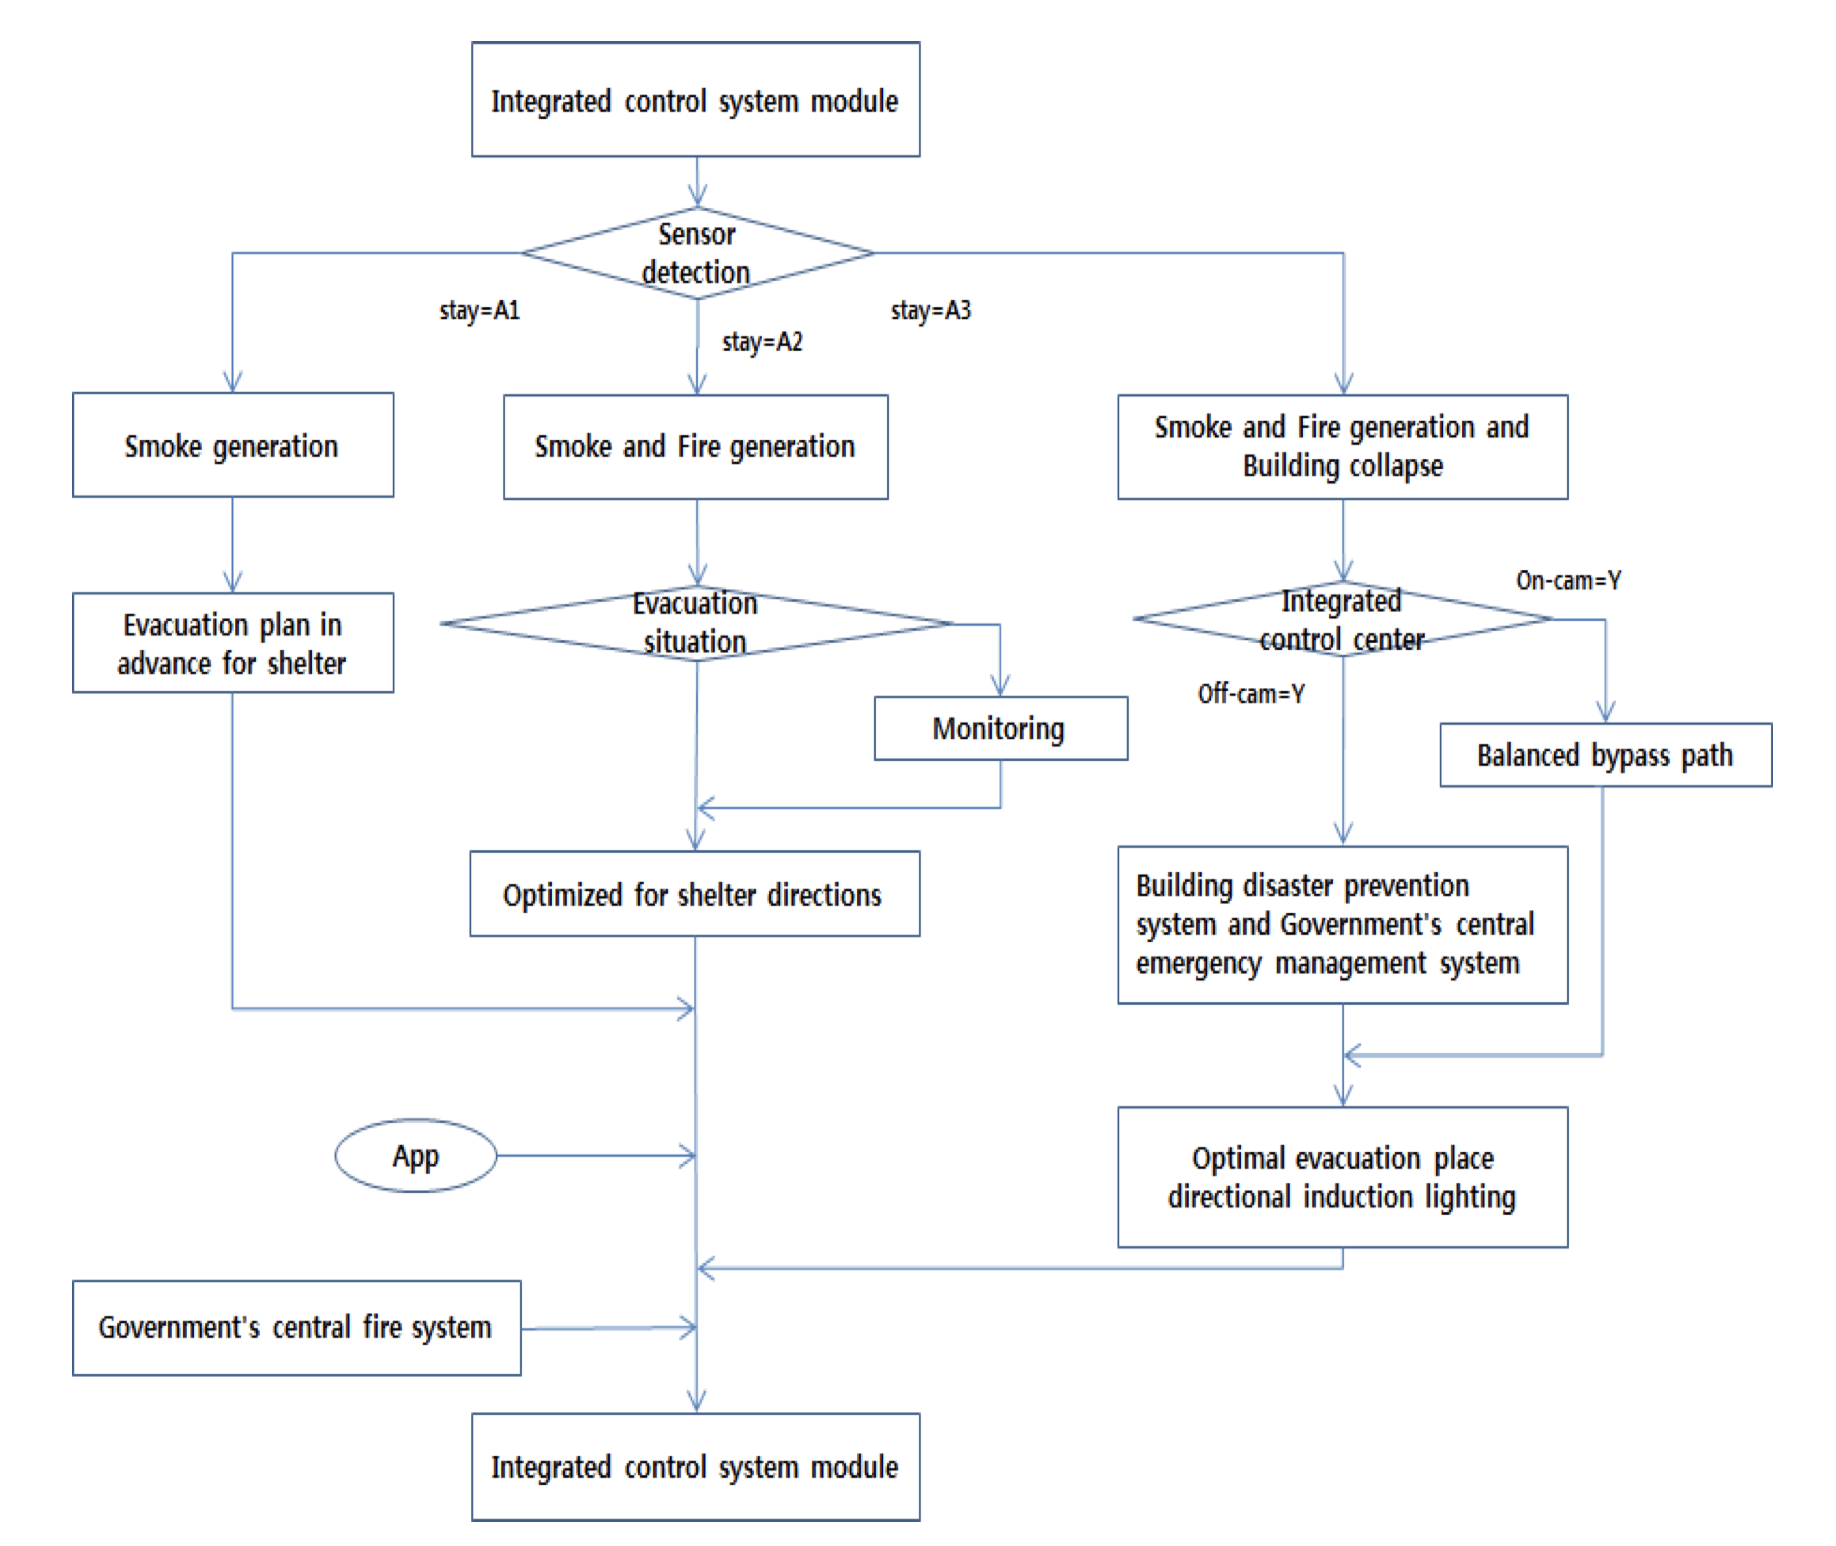 Integrated control system module
Sensor
detection
stay=A1
stay=A2
stay=A3
Smoke generation
Smoke and Fire generation
Smoke and Fire generation and
Building collapse
Evacuation plan in
advance for shelter
Evacuation
situation
Integrated
control center
On-cam=Y
Off-cam=Y
Monitoring
Balanced bypass path
Optimized for shelter directions
Building disaster prevention
system and Government's central
emergency management system
App
Optimal evacuation place
directional induction lighting
Government's central fire system
Integrated control system module